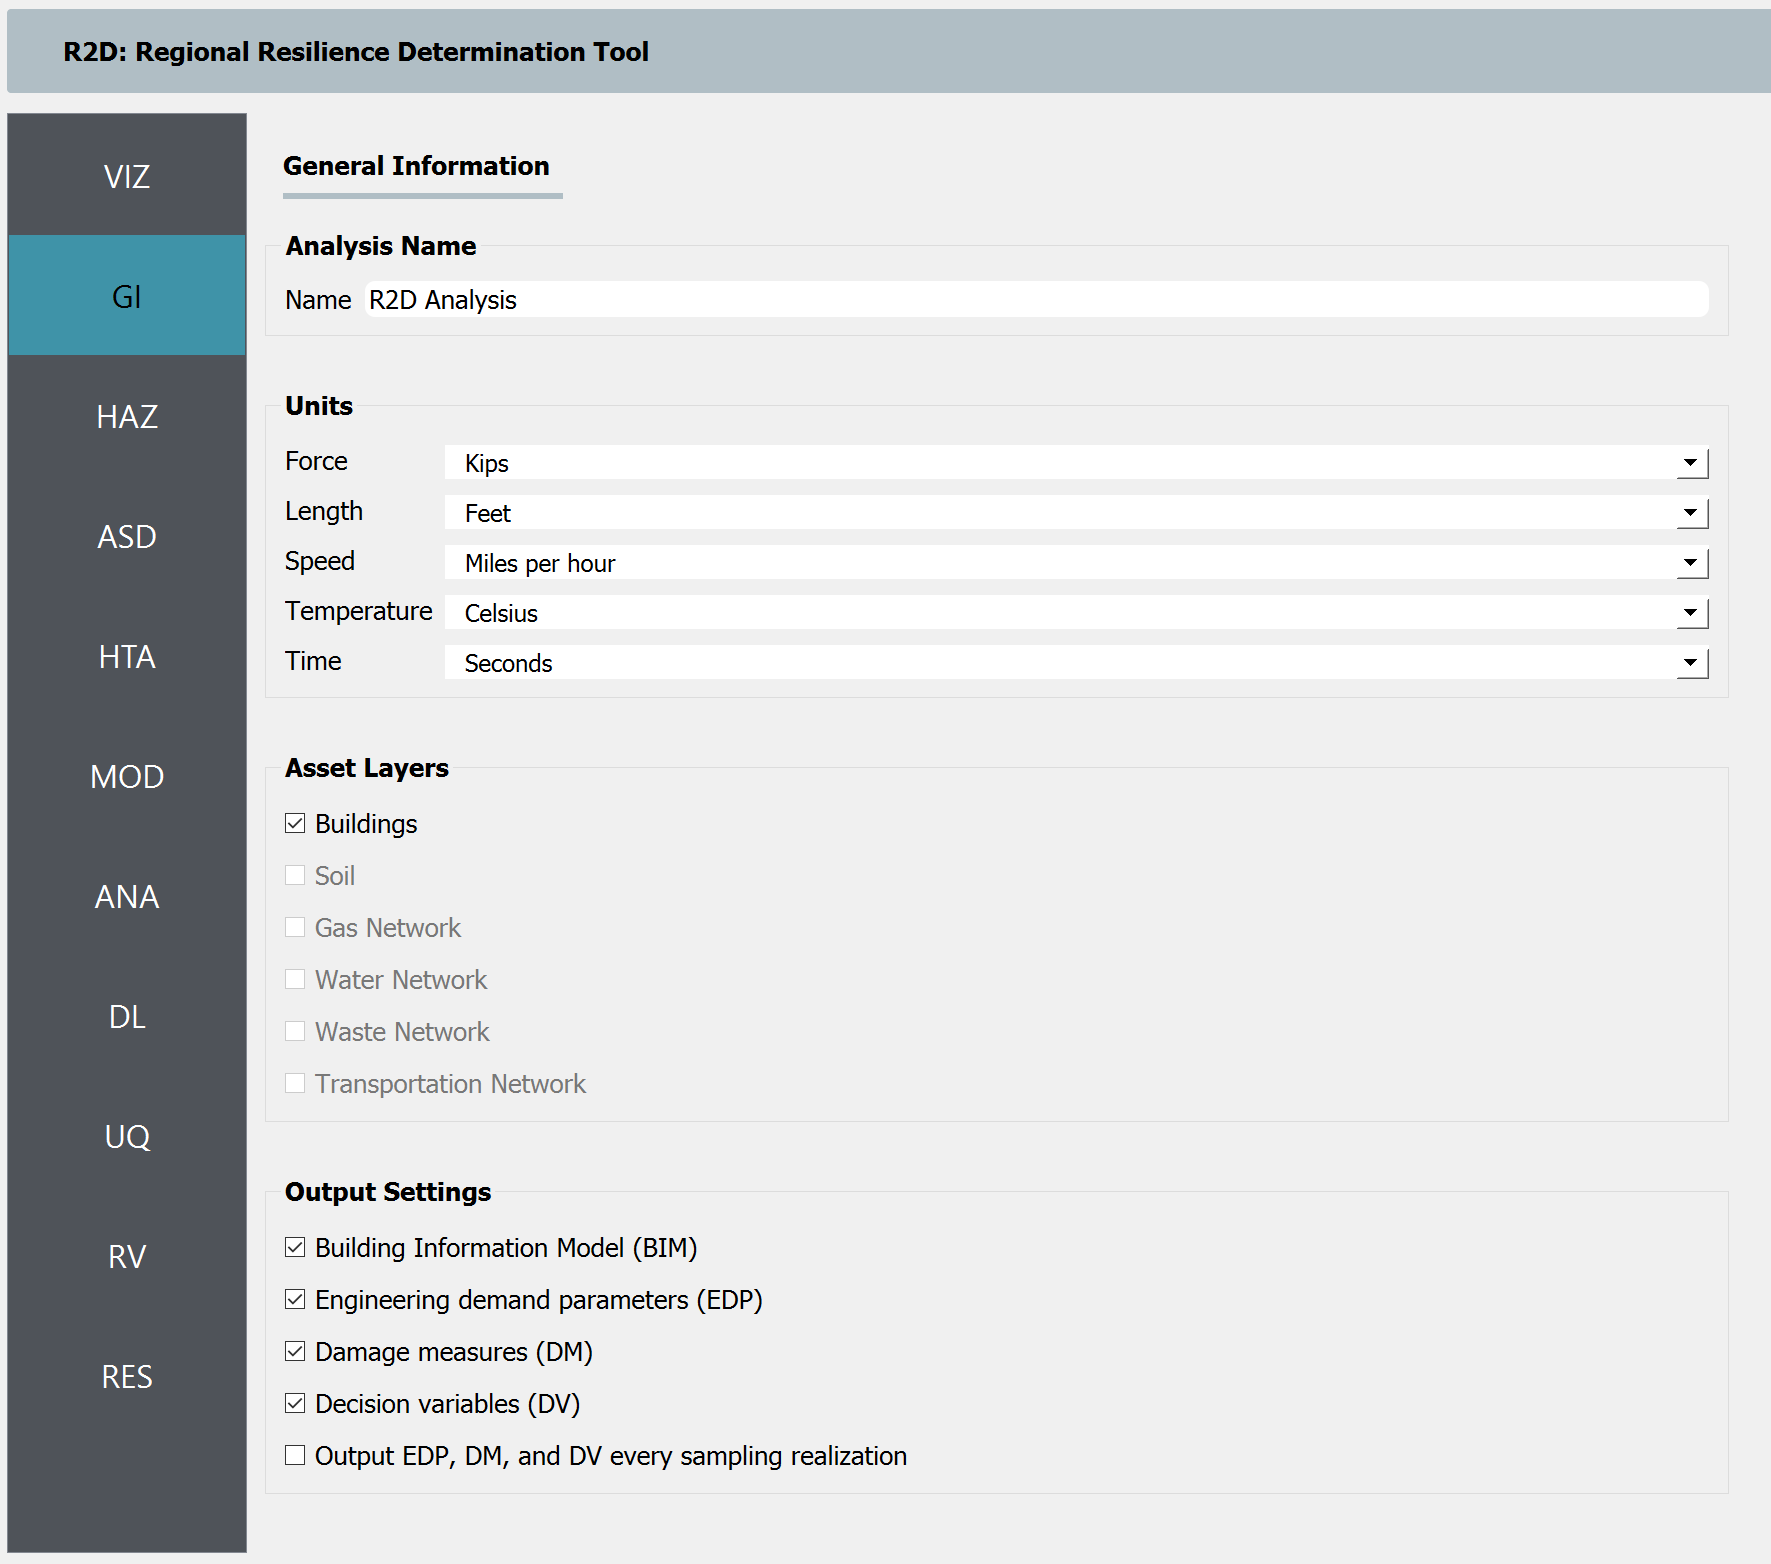 R2D: Regional Resilience Determination Tool
VIZ
GI
HAZ
ASD
HTA
MOD
ANA
DL
UQ
RV
RES
General Information
Analysis Name
Name R2D Analysis
Units
Force Kips
Length Feet
Speed Miles per hour
Temperature Celsius
Time Seconds
Asset Layers
Buildings
Soil
Gas Network
Water Network
Waste Network
Transportation Network
Output Settings
Building Information Model (BIM)
Engineering demand parameters (EDP)
Damage measures (DM)
Decision variables (DV)
Output EDP, DM, and DV every sampling realization